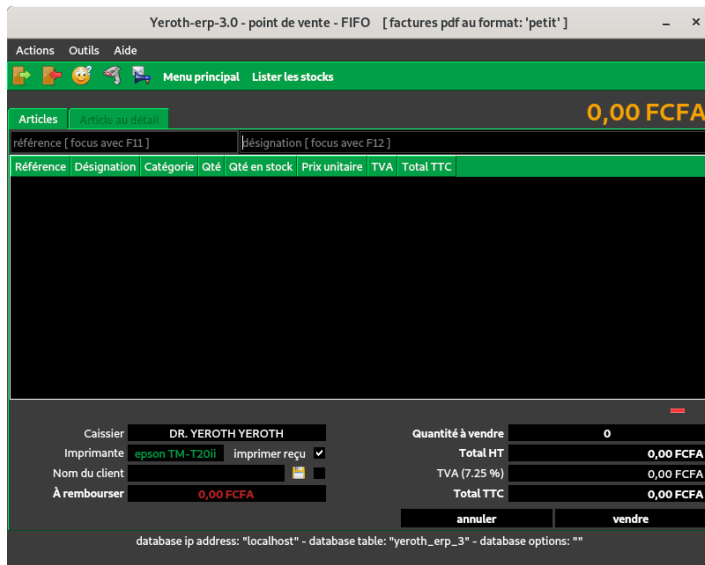 Yeroth-erp-3.0 - point de vente - FIFO [ factures pdf au format: 'petit' ]
Actions Outils Aide
Menu principal Lister les stocks
0,00 FCFA
Articles Article au détail
référence [ focus avec F11 ] désignation [ focus avec F12 ]
Référence Désignation Catégorie Qté Qté en stock Prix unitaire TVA Total TTC
Caissier DR. YEROTH YEROTH Quantité à vendre 0
Imprimante epson TM-T20ii imprimer reçu Total HT 0,00 FCFA
Nom du client TVA (7.25 %) 0,00 FCFA
À rembourser 0,00 FCFA Total TTC 0,00 FCFA
annuler vendre
database ip address: "localhost" - database table: "yeroth_erp_3" - database options: ""